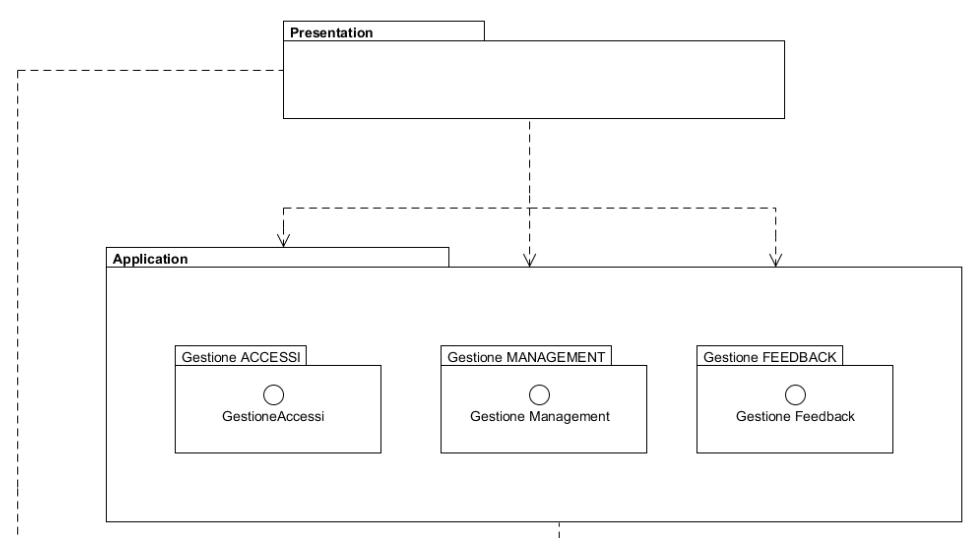 Presentation
Application
Gestione ACCESSI
Gestione MANAGEMENT
Gestione FEEDBACK
GestioneAccessi
Gestione Management
Gestione Feedback